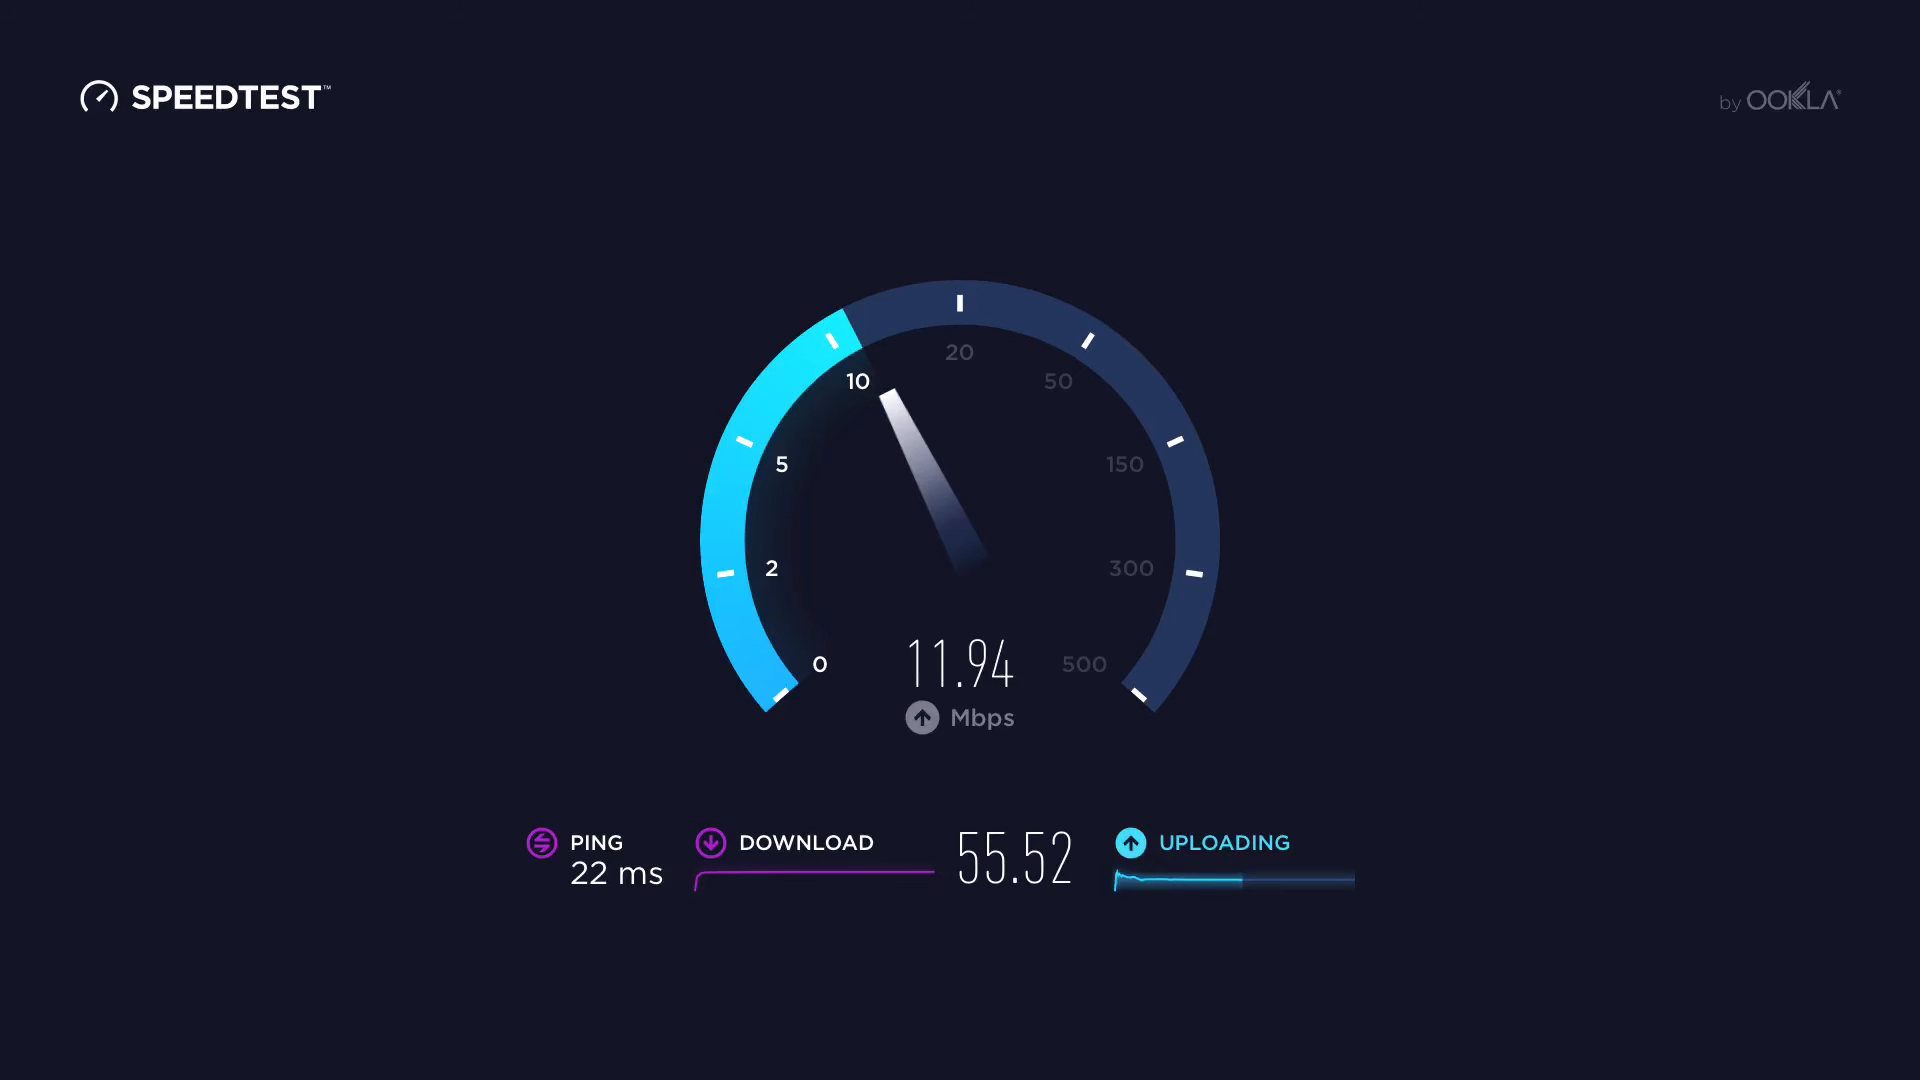 SPEEDTEST™
by OOKLA®
20
10
50
5
150
2
300
0
500
11.94
Mbps
PING
22 ms
DOWNLOAD
55.52
UPLOADING